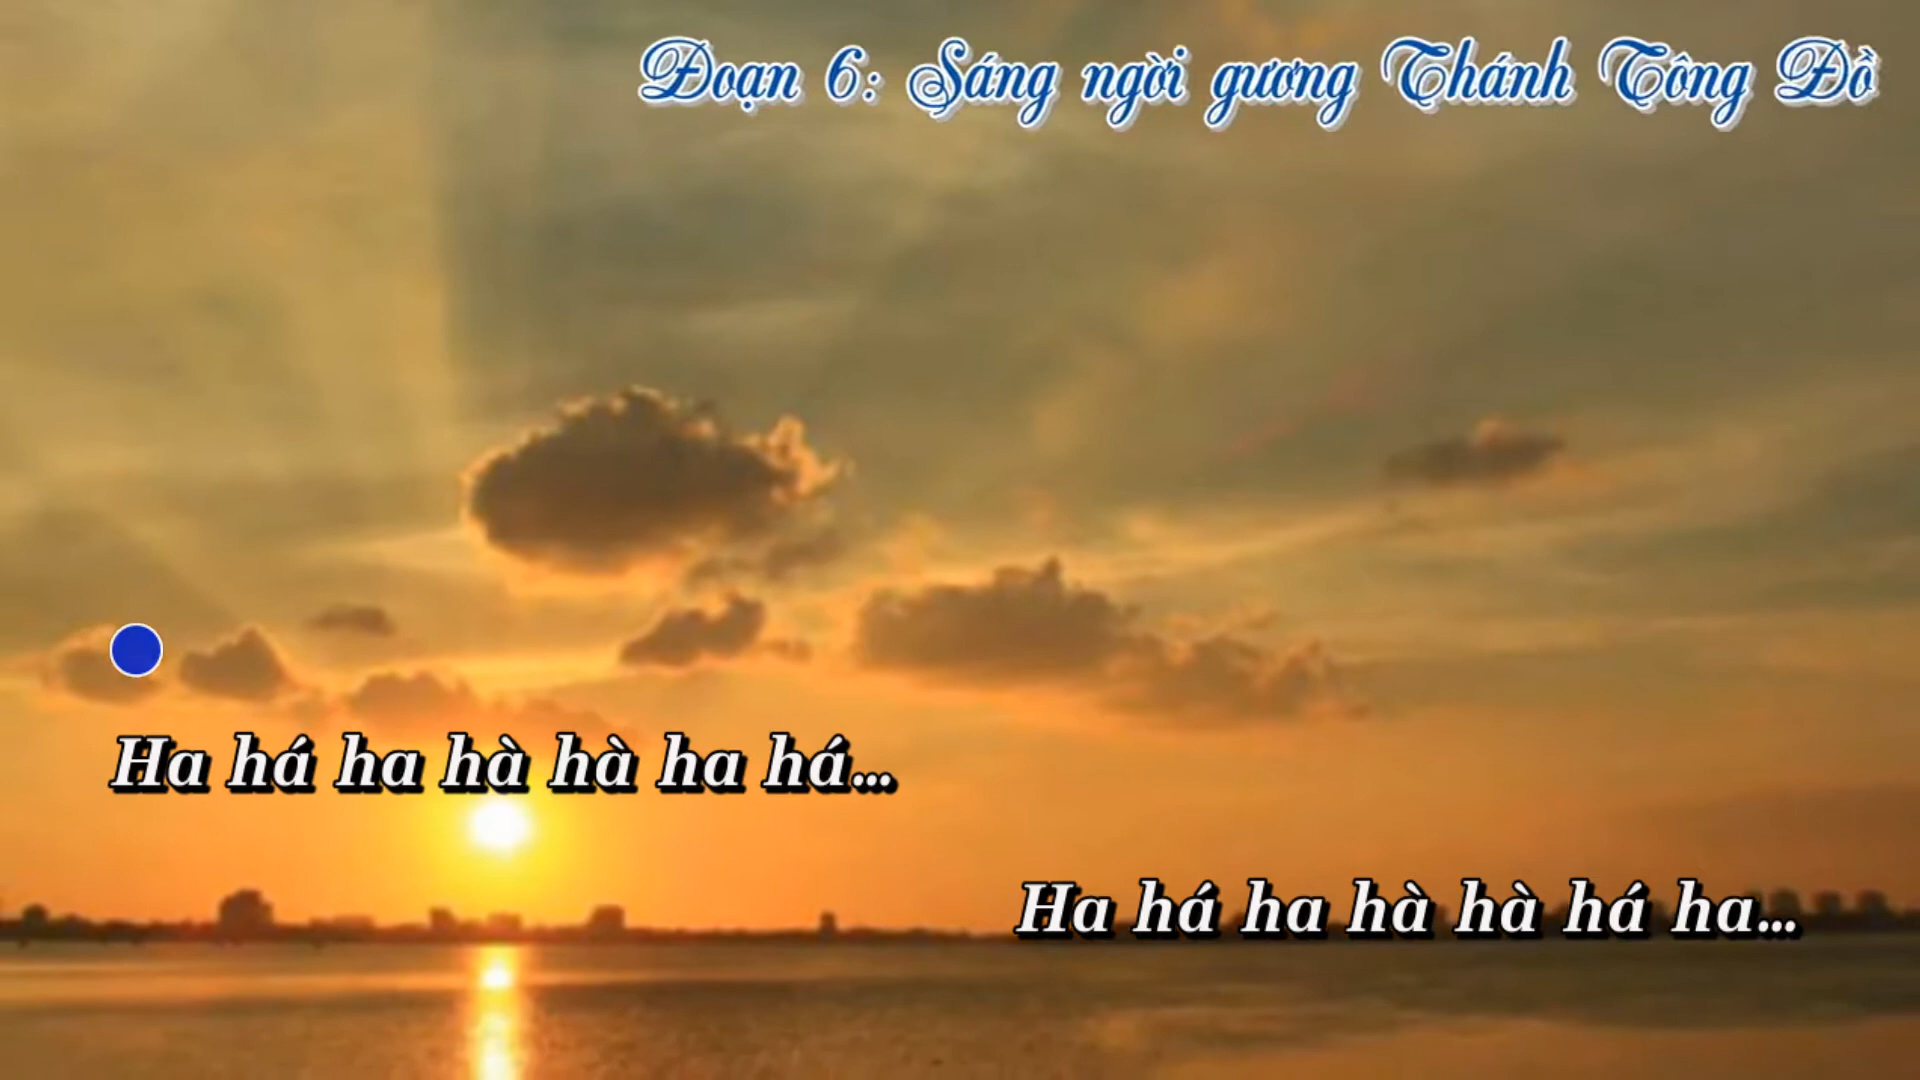 Đoạn 6: Sáng ngời gương Thánh Tông Đồ
Ha há ha hà hà ha há...
Ha há ha hà hà há ha...